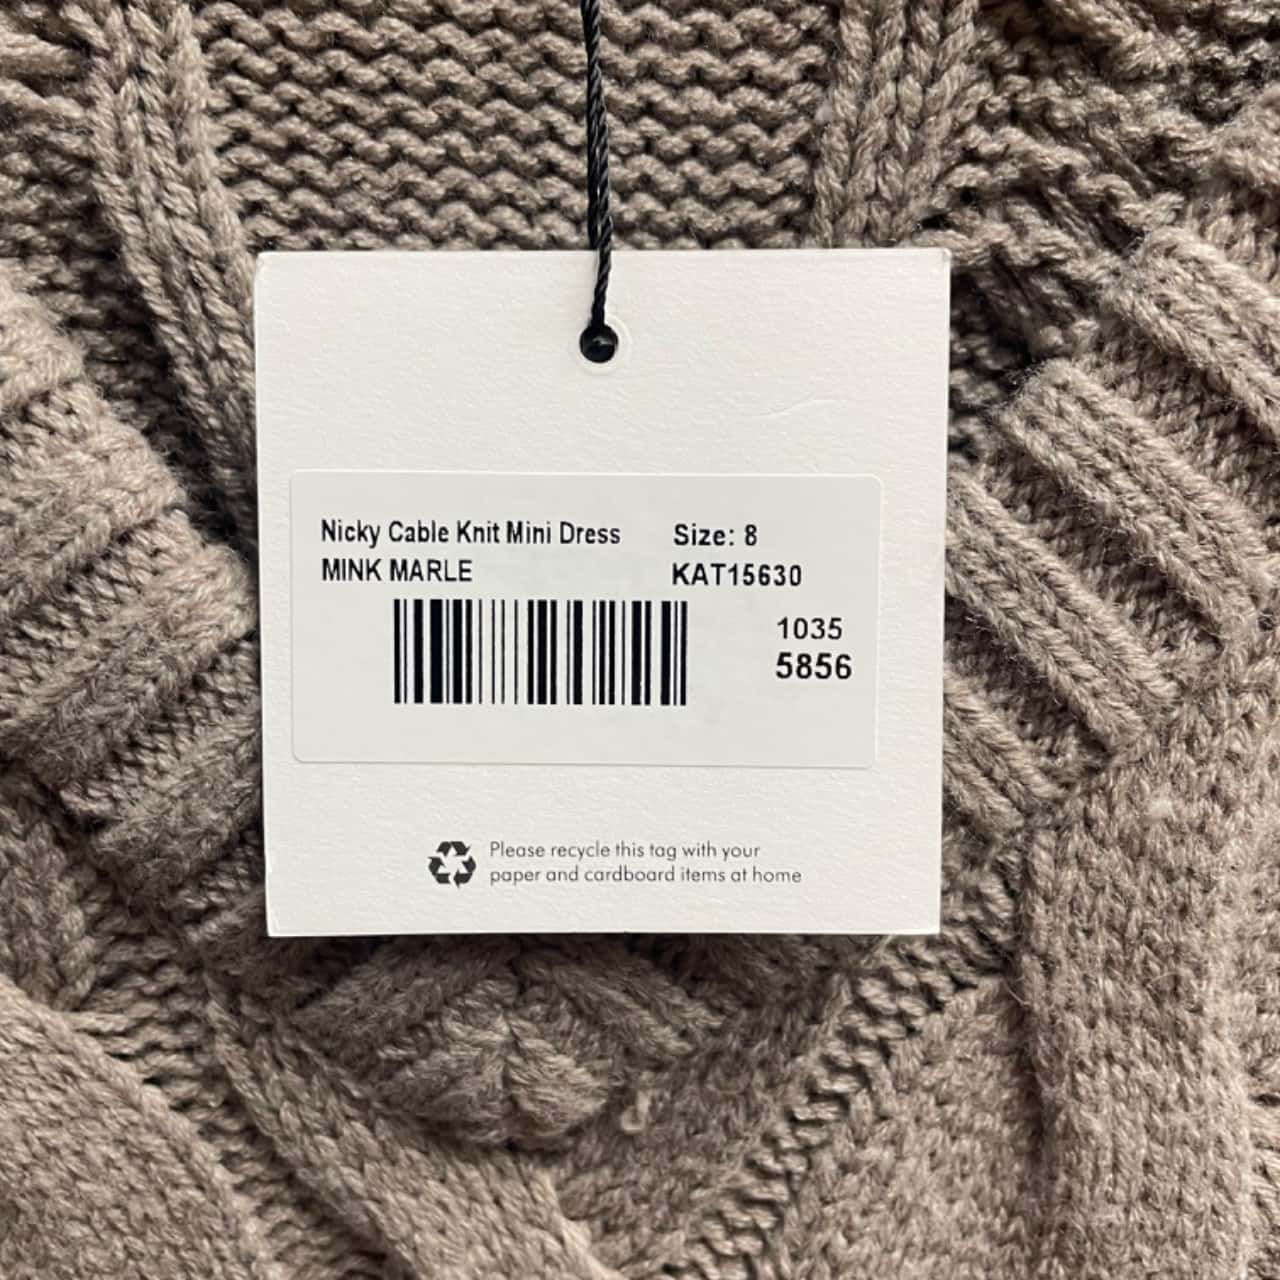 Nicky Cable Knit Mini Dress Size: 8
MINK MARLE KAT15630
1035
5856
Please recycle this tag with your
paper and cardboard items at home